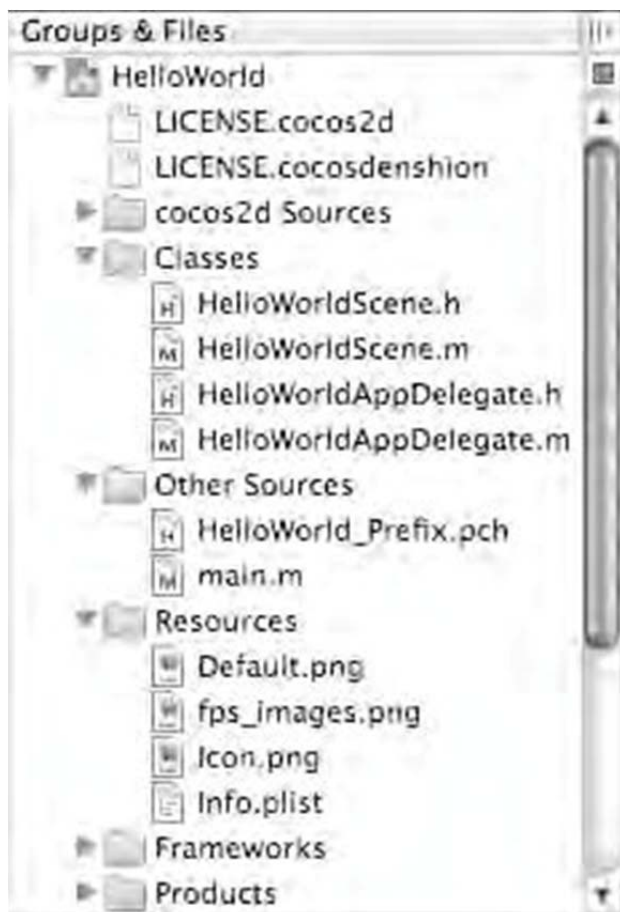 Groups & Files
HelloWorld
LICENSE.cocos2d
LICENSE.cocosdenshion
cocos2d Sources
Classes
HelloWorldScene.h
HelloWorldScene.m
HelloWorldAppDelegate.h
HelloWorldAppDelegate.m
Other Sources
HelloWorld_Prefix.pch
main.m
Resources
Default.png
fps_images.png
Icon.png
Info.plist
Frameworks
Products